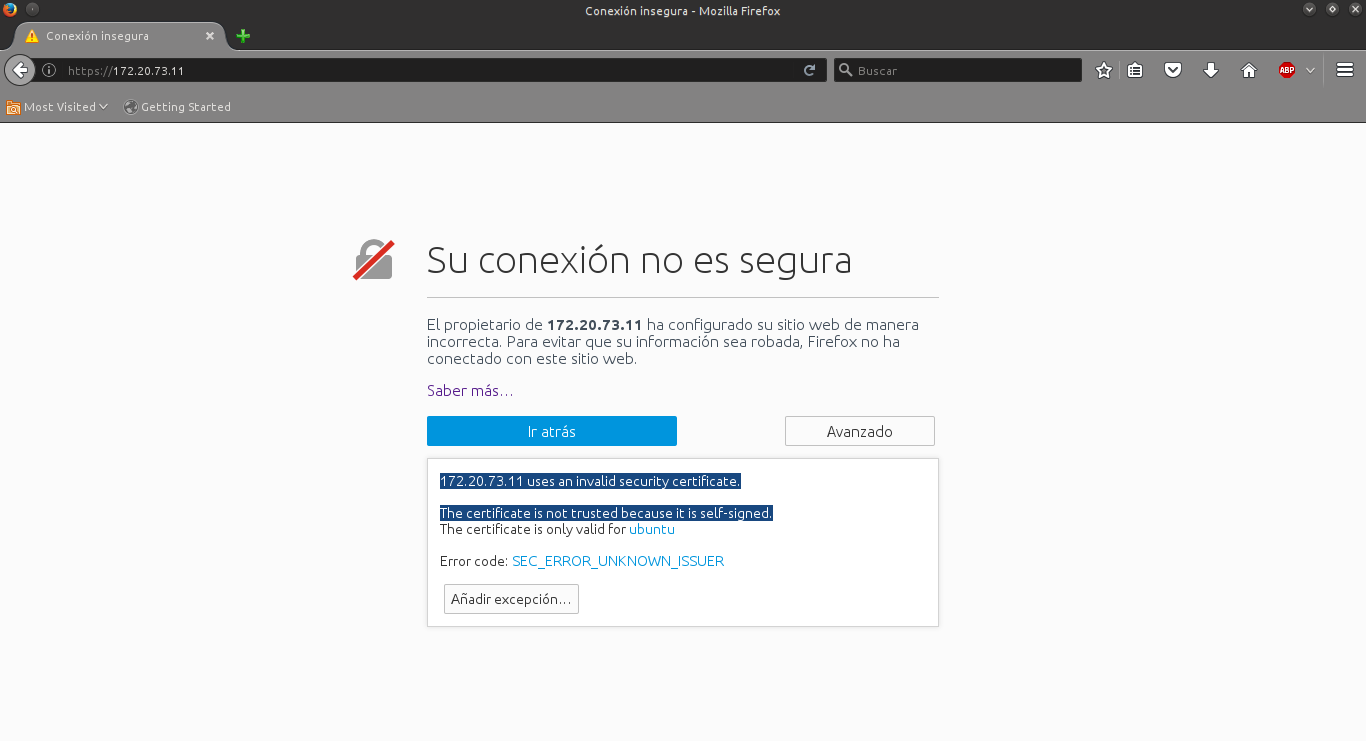 Conexión insegura - Mozilla Firefox
Conexión insegura
https://172.20.73.11
Buscar
ABP
Most Visited
Getting Started
Su conexión no es segura
El propietario de 172.20.73.11 ha configurado su sitio web de manera
incorrecta. Para evitar que su información sea robada, Firefox no ha
conectado con este sitio web.
Saber más…
Ir atrás
Avanzado
172.20.73.11 uses an invalid security certificate.
The certificate is not trusted because it is self-signed.
The certificate is only valid for ubuntu
Error code: SEC_ERROR_UNKNOWN_ISSUER
Añadir excepción…